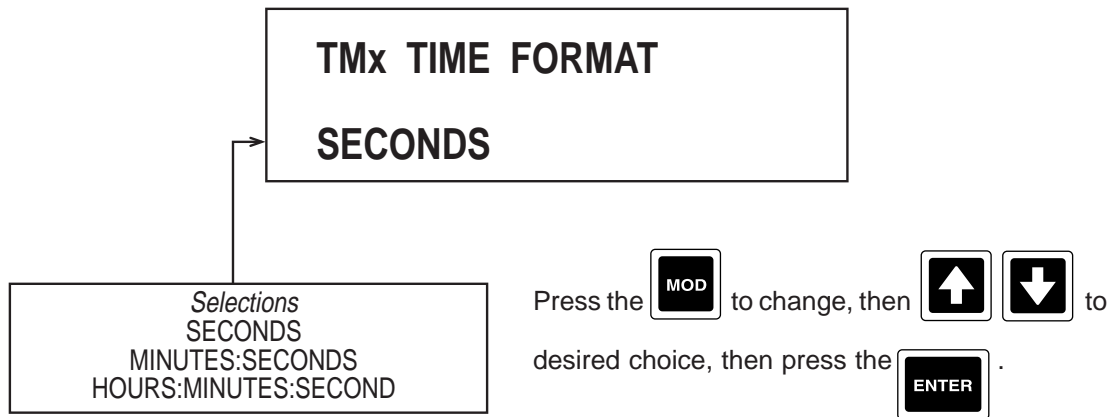 TMx TIME FORMAT
SECONDS
Selections
SECONDS
MINUTES:SECONDS
HOURS:MINUTES:SECOND
Press the MOD to change, then to
desired choice, then press the ENTER .